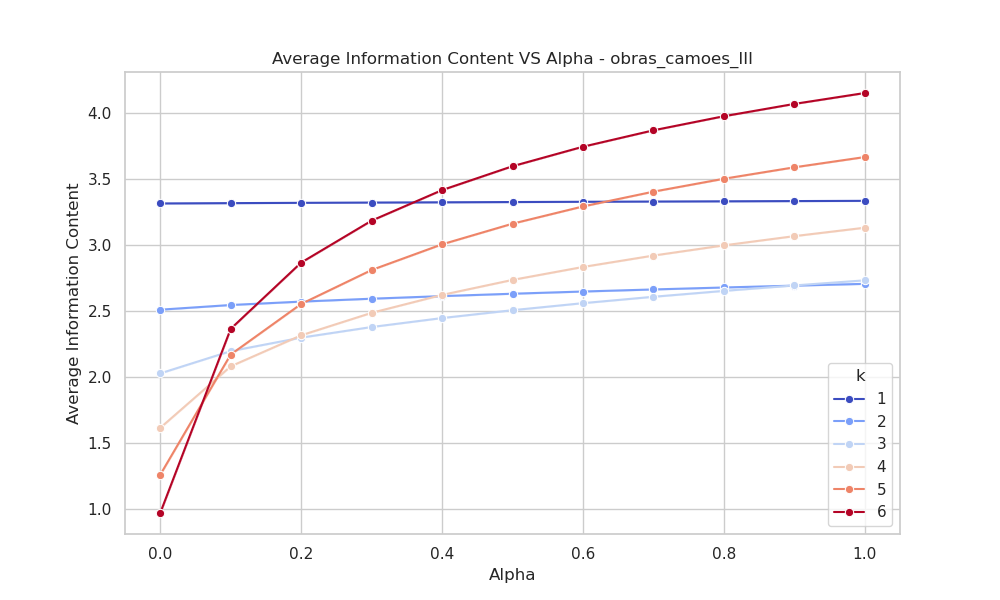 Average Information Content VS Alpha - obras_camoes_III
Average Information Content
4.0
3.5
3.0
2.5
2.0
1.5
1.0
0.0 0.2 0.4 0.6 0.8 1.0
Alpha
k
1
2
3
4
5
6